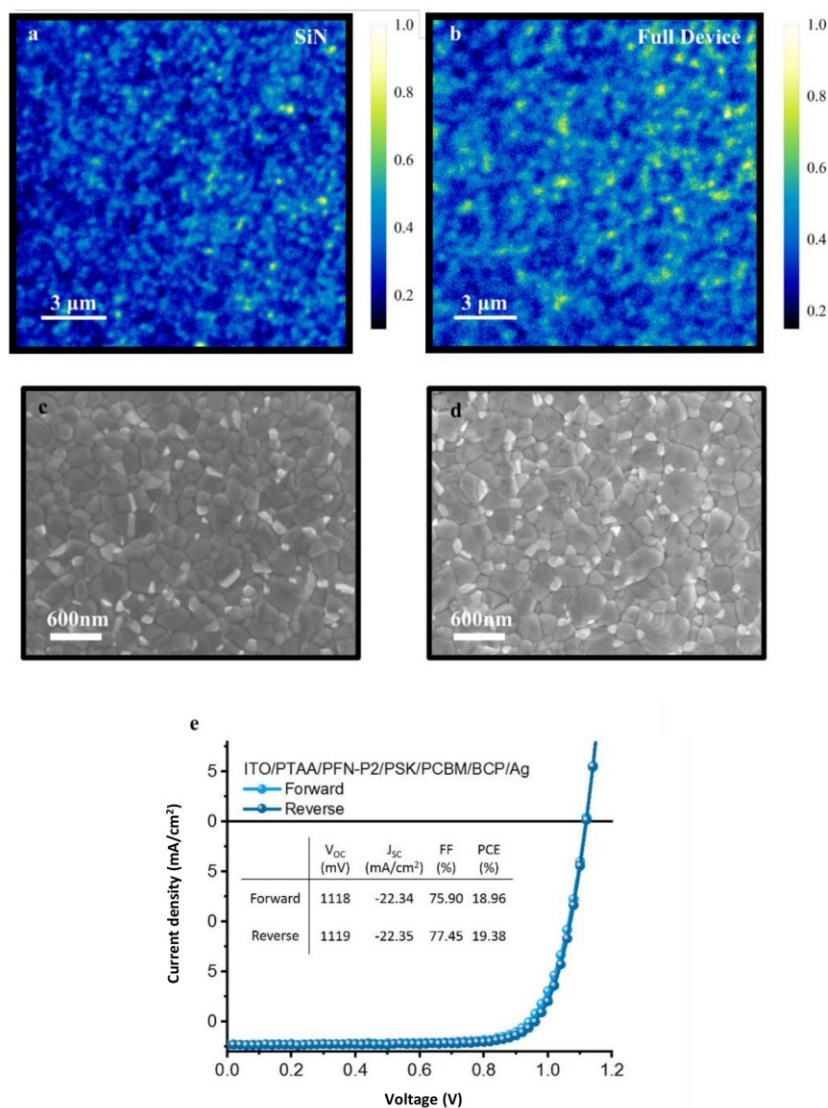 a
SiN
1.0
0.8
0.6
0.4
0.2
3 µm
b
Full Device
1.0
0.8
0.6
0.4
0.2
3 µm
c
600nm
d
600nm
e
ITO/PTAA/PFN-P2/PSK/PCBM/BCP/Ag
Forward
Reverse
V_OC J_SC FF PCE
(mV) (mA/cm²) (%) (%)
Forward 1118 -22.34 75.90 18.96
Reverse 1119 -22.35 77.45 19.38
Current density (mA/cm²)
5
0
5
0
5
0
0.0 0.2 0.4 0.6 0.8 1.0 1.2
Voltage (V)